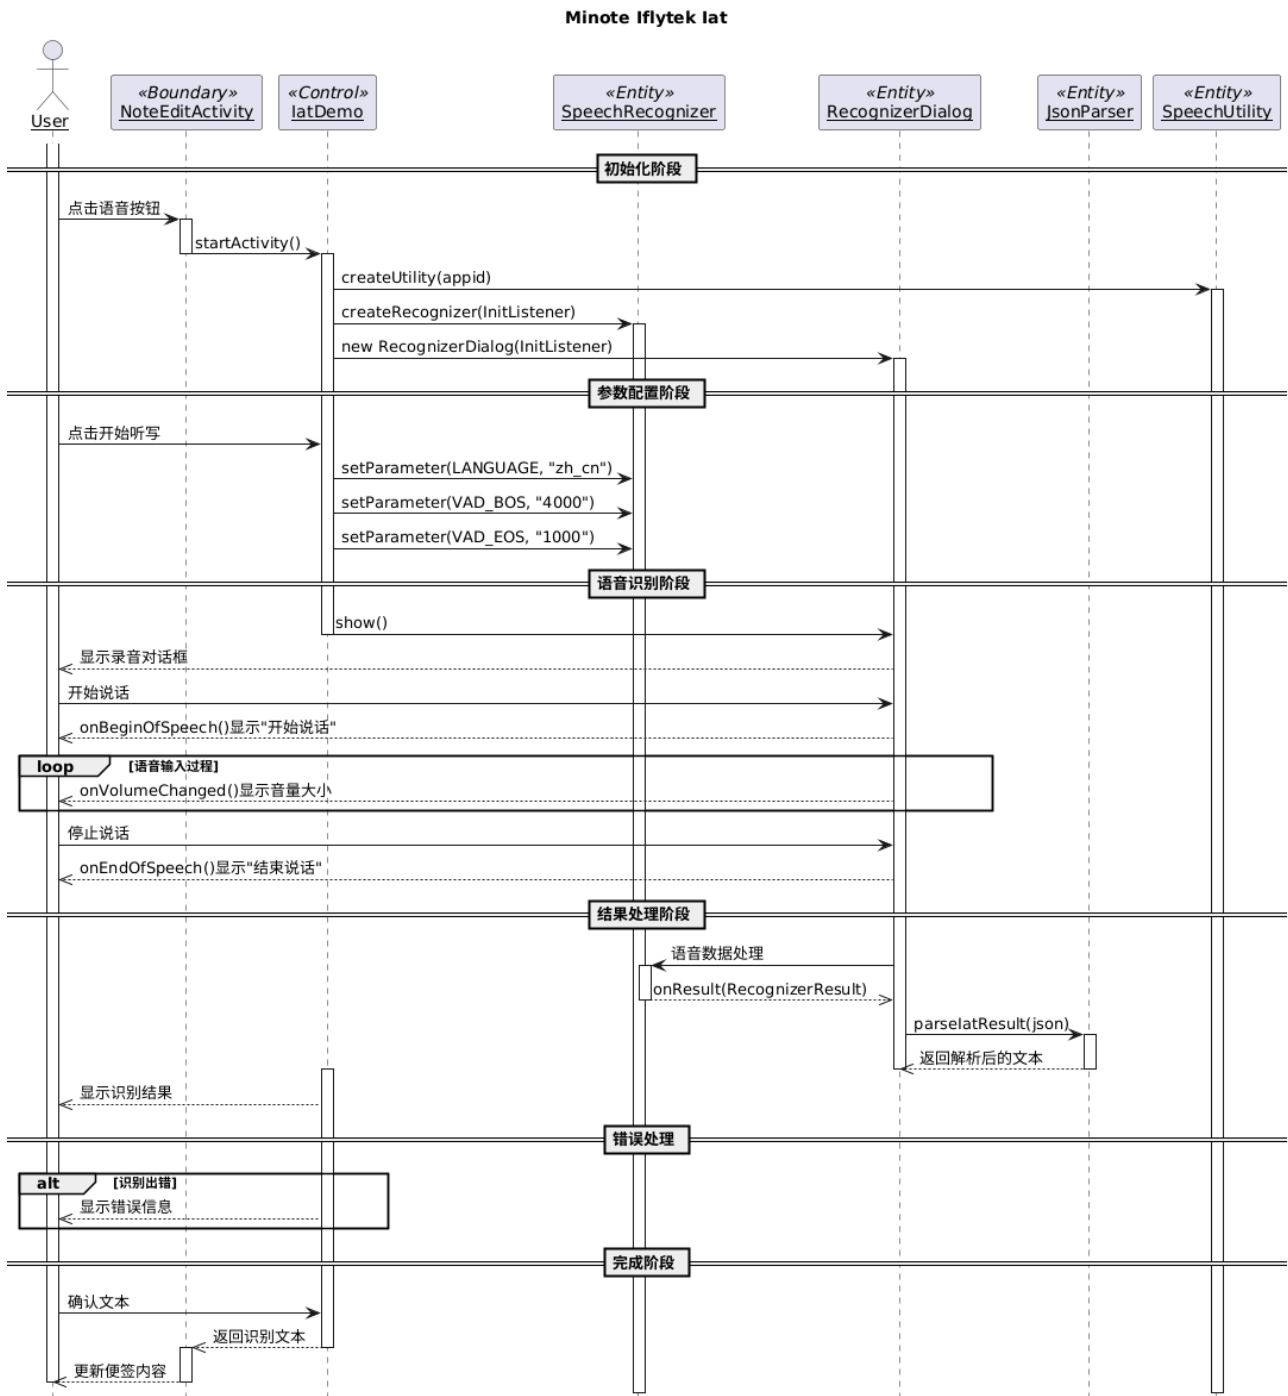 Minote Iflytek Iat
User
«Boundary»
NoteEditActivity
«Control»
IatDemo
«Entity»
SpeechRecognizer
«Entity»
RecognizerDialog
«Entity»
JsonParser
«Entity»
SpeechUtility
初始化阶段
点击语音按钮
startActivity()
createUtility(appid)
createRecognizer(InitListener)
new RecognizerDialog(InitListener)
参数配置阶段
点击开始听写
setParameter(LANGUAGE, "zh_cn")
setParameter(VAD_BOS, "4000")
setParameter(VAD_EOS, "1000")
语音识别阶段
show()
显示录音对话框
开始说话
onBeginOfSpeech()显示"开始说话"
loop [语音输入过程]
onVolumeChanged()显示音量大小
停止说话
onEndOfSpeech()显示"结束说话"
结果处理阶段
语音数据处理
onResult(RecognizerResult)
parseIatResult(json)
返回解析后的文本
显示识别结果
错误处理
alt [识别出错]
显示错误信息
完成阶段
确认文本
返回识别文本
更新便签内容